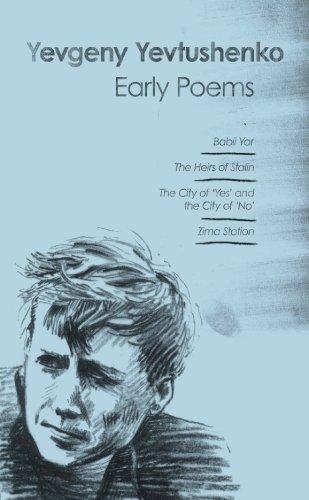 Yevgeny Yevtushenko
Early Poems
Babii Yar
The Heirs of Stalin
The City of ‘Yes’ and
the City of ‘No’
Zima Station